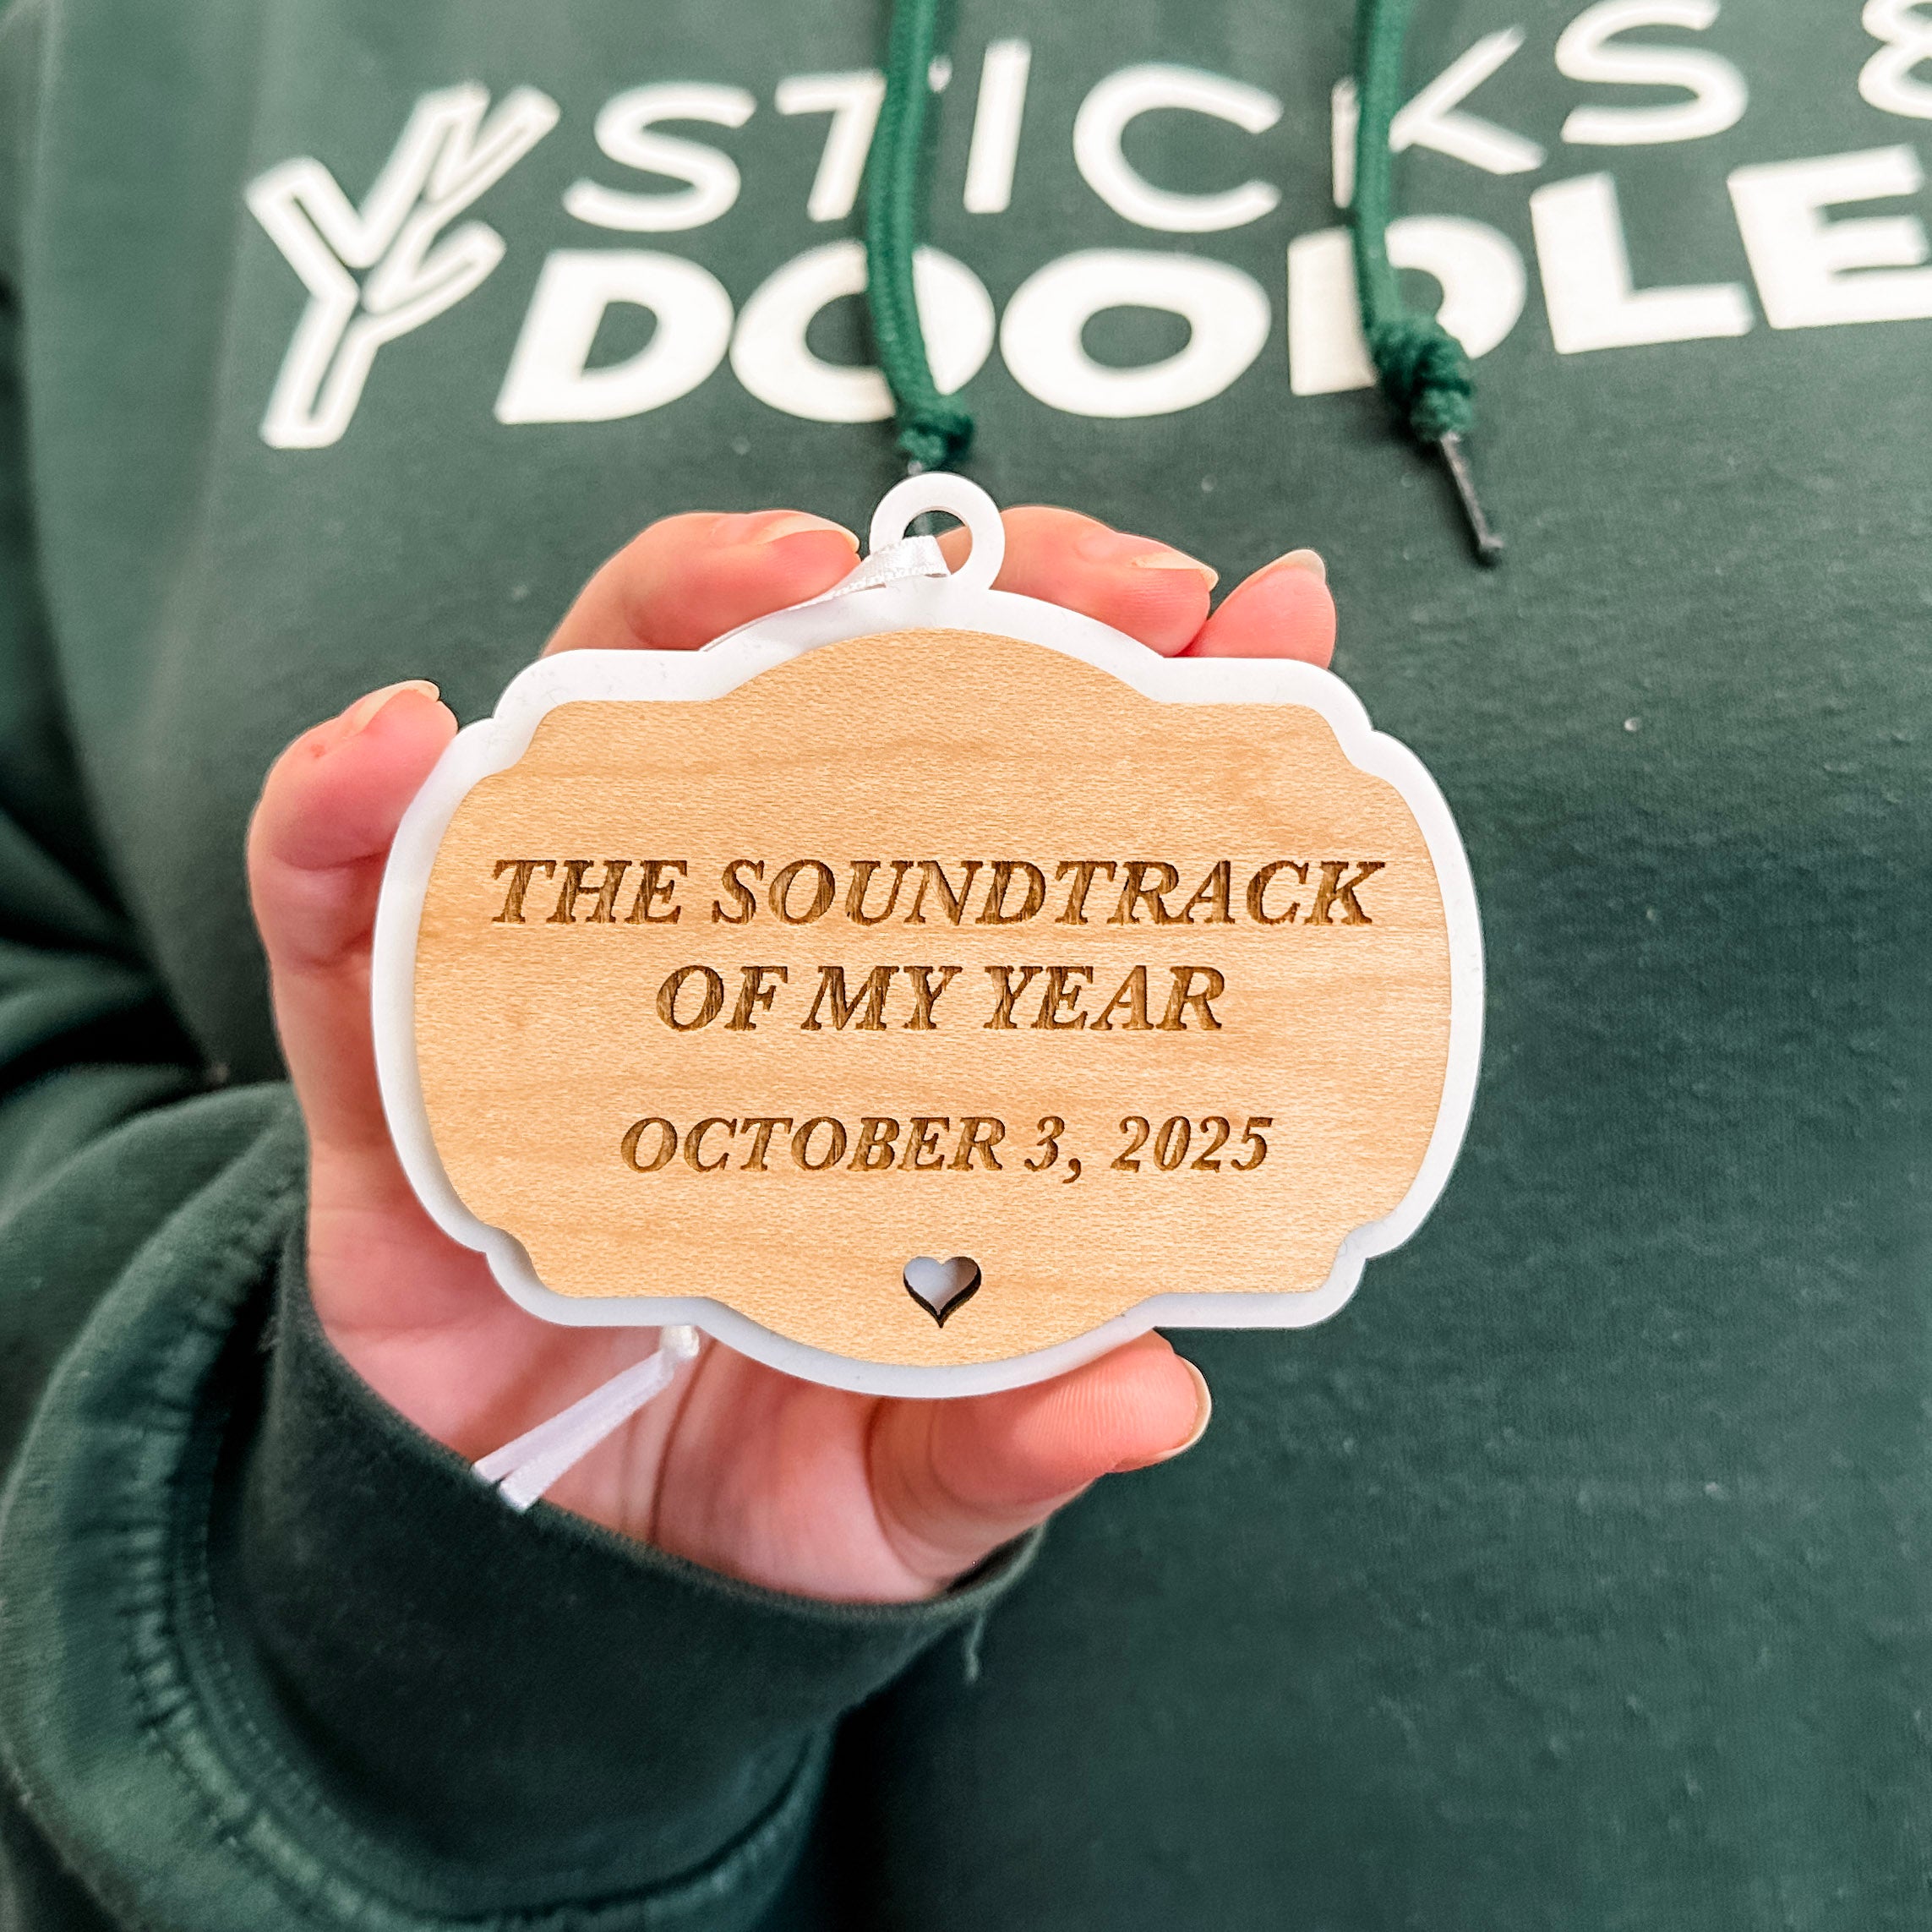 STICKS &
DOODLE
THE SOUNDTRACK
OF MY YEAR
OCTOBER 3, 2025